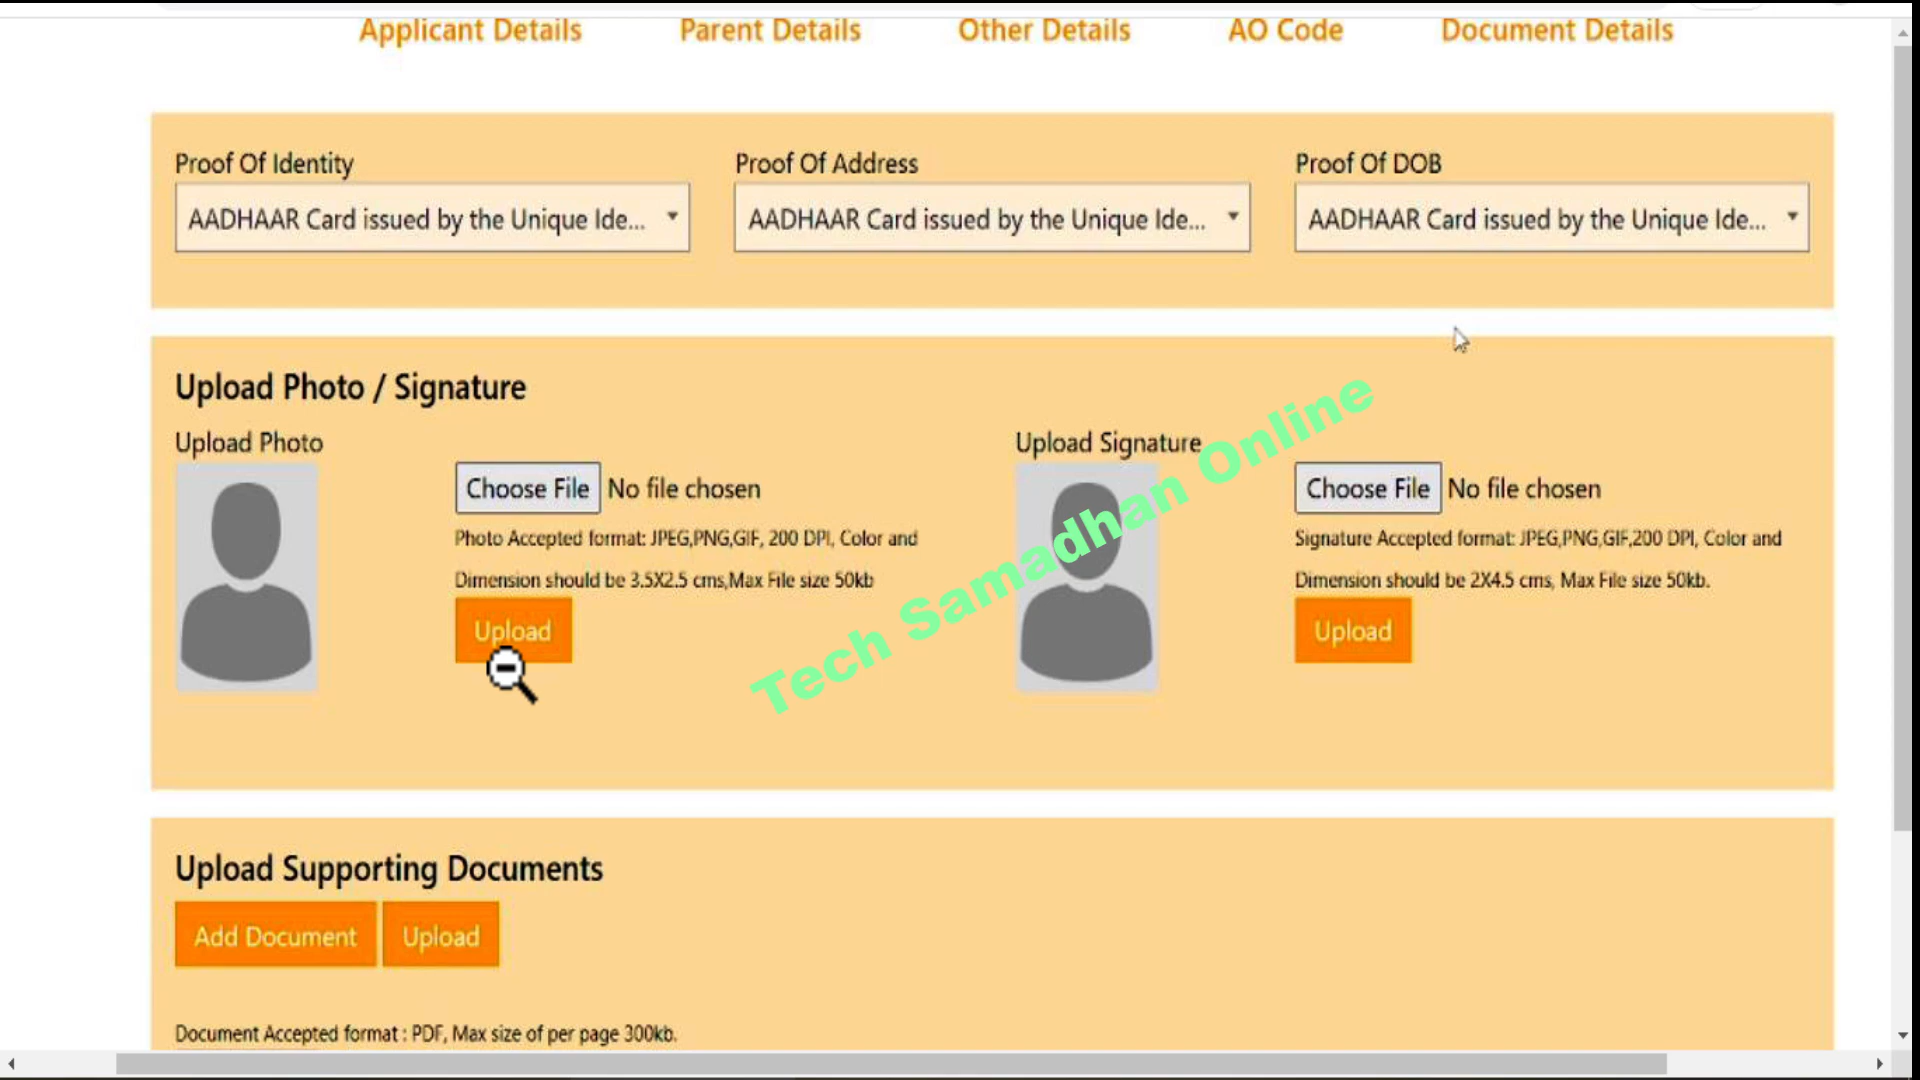 Applicant Details Parent Details Other Details AO Code Document Details
Proof Of Identity Proof Of Address Proof Of DOB
AADHAAR Card issued by the Unique Ide... AADHAAR Card issued by the Unique Ide... AADHAAR Card issued by the Unique Ide...
Upload Photo / Signature
Upload Photo
Choose File No file chosen
Photo Accepted format: JPEG,PNG,GIF, 200 DPI, Color and
Dimension should be 3.5X2.5 cms,Max File size 50kb
Upload
Upload Signature
Choose File No file chosen
Signature Accepted format: JPEG,PNG,GIF,200 DPI, Color and
Dimension should be 2X4.5 cms, Max File size 50kb.
Upload
Tech Samadhan Online
Upload Supporting Documents
Add Document Upload
Document Accepted format : PDF, Max size of per page 300kb.